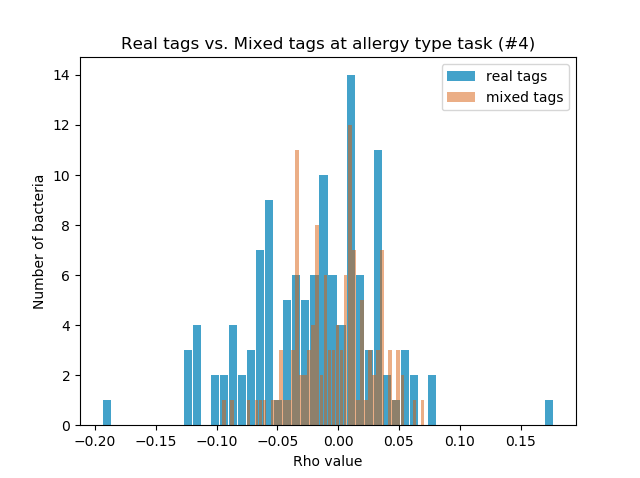 Real tags vs. Mixed tags at allergy type task (#4)
real tags
mixed tags
Number of bacteria
14
12
10
8
6
4
2
0
−0.20 −0.15 −0.10 −0.05 0.00 0.05 0.10 0.15
Rho value